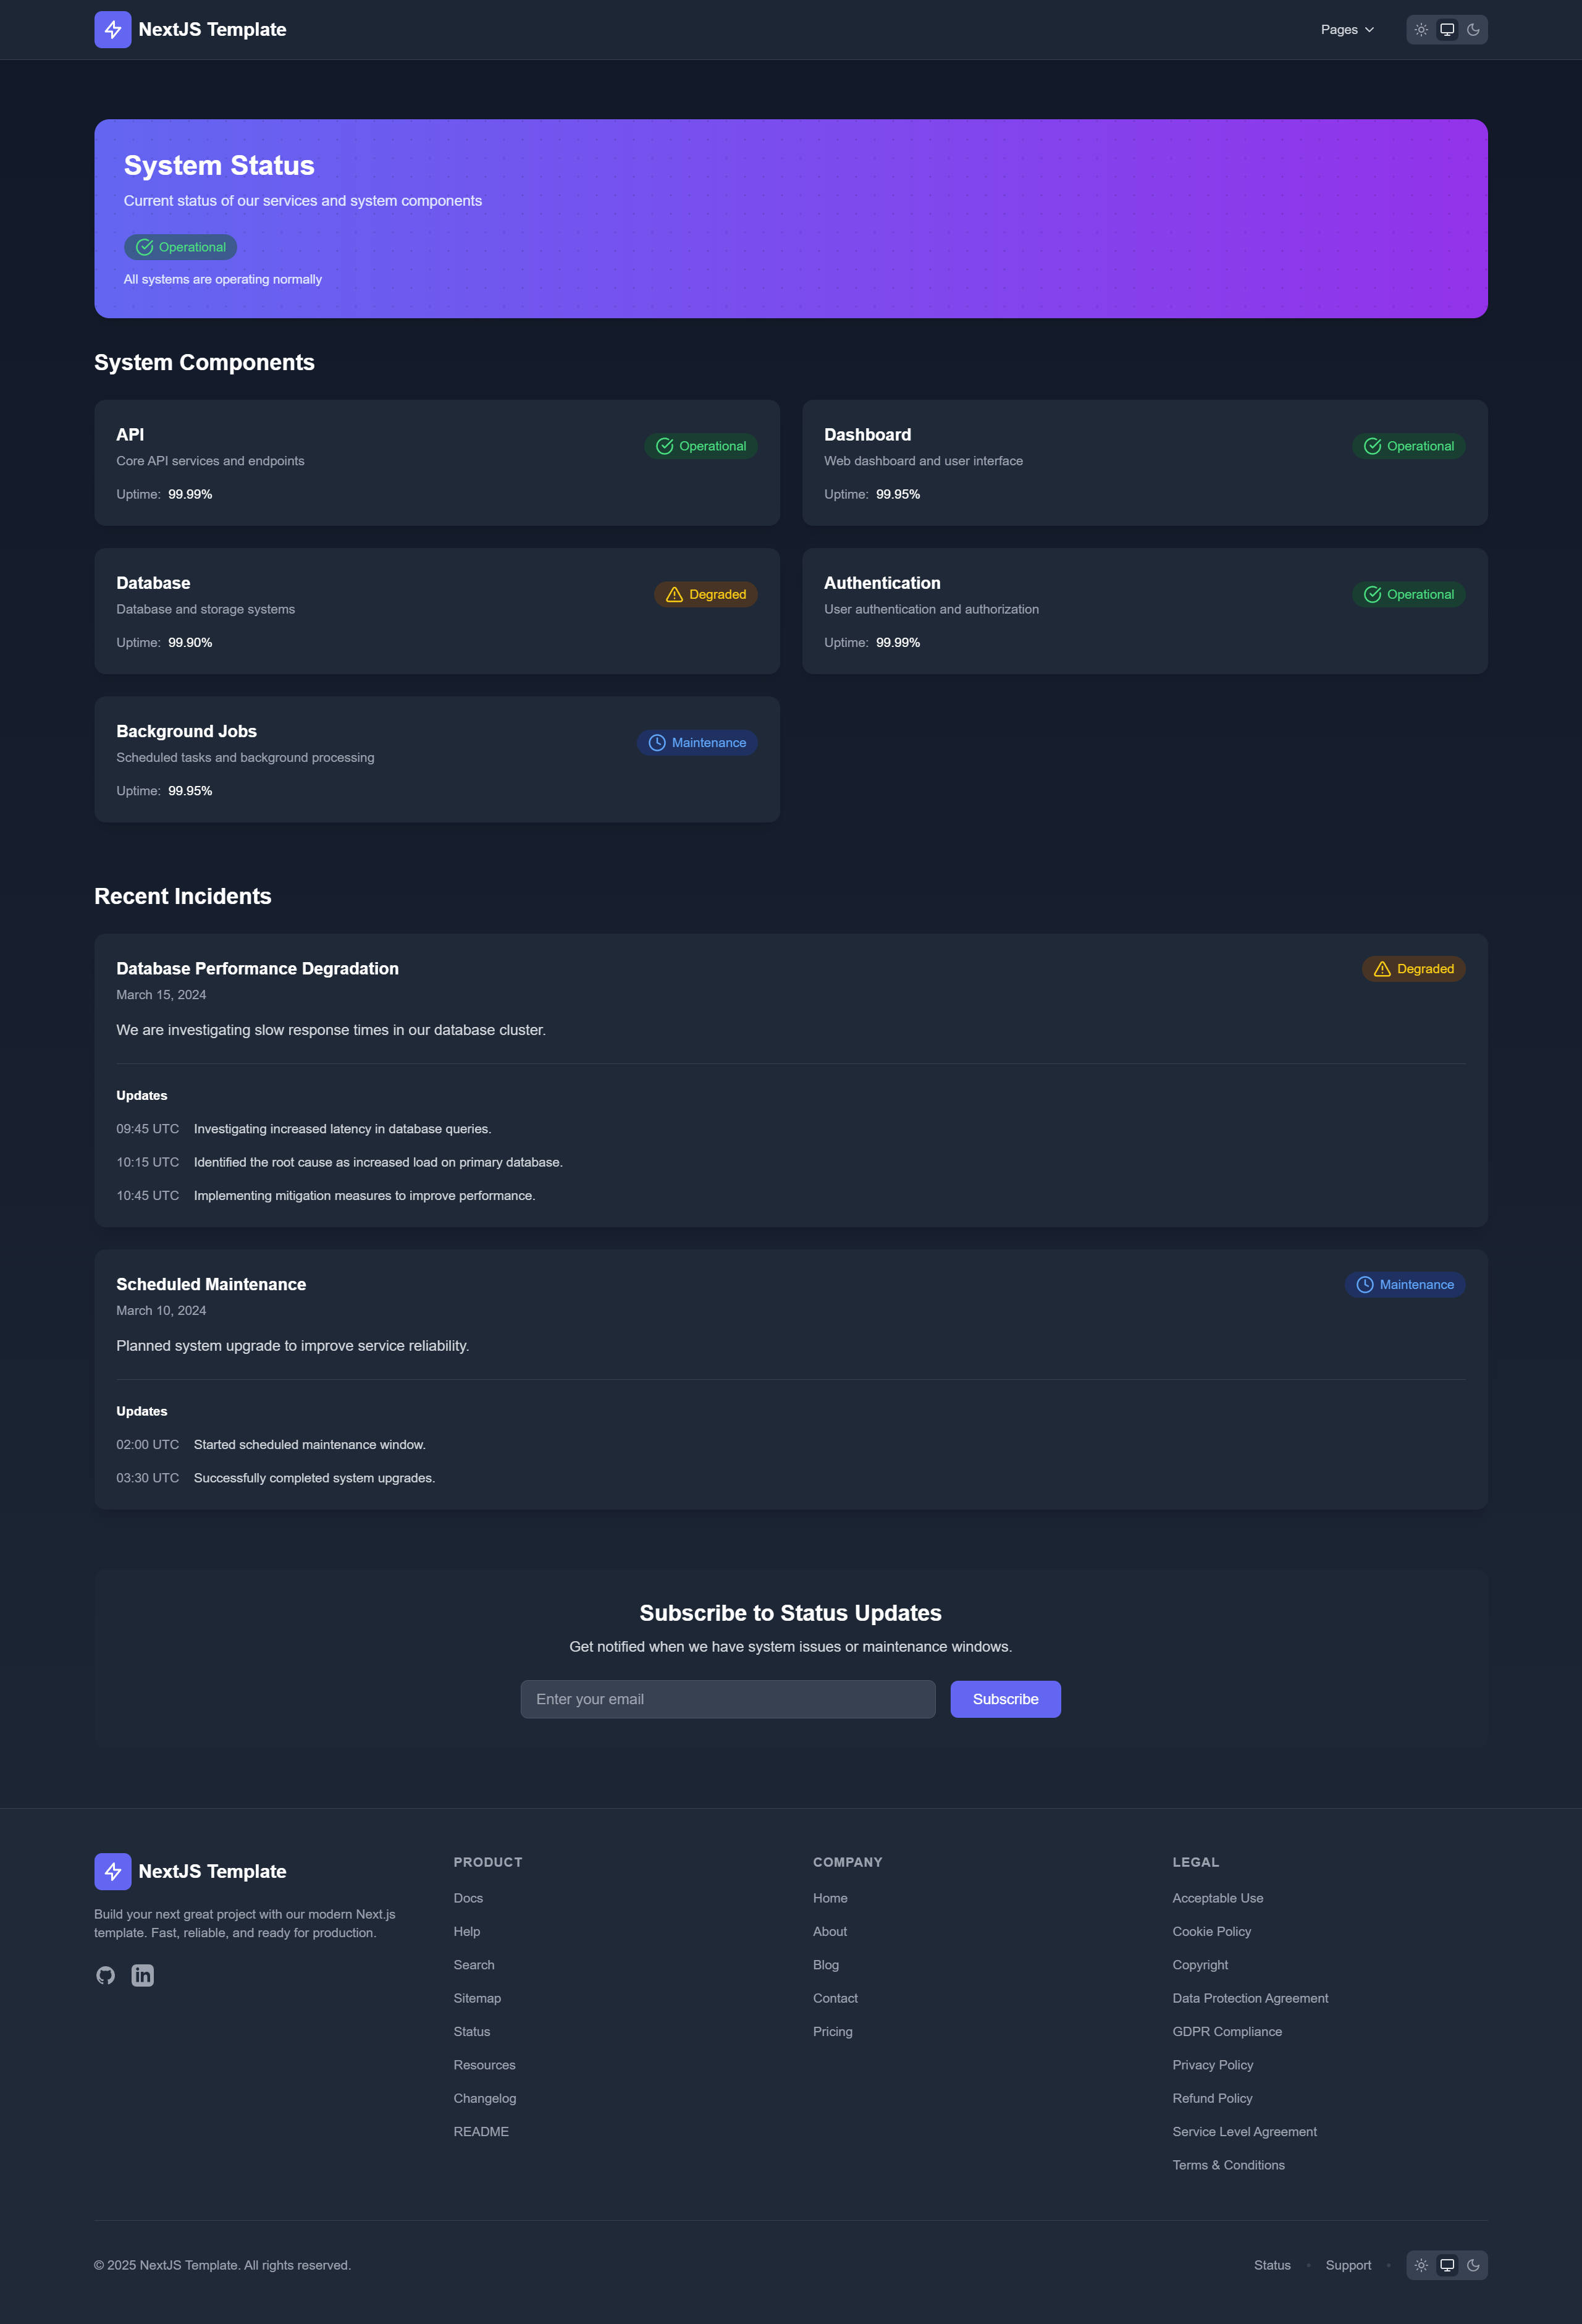 NextJS Template
Pages
System Status
Current status of our services and system components
Operational
All systems are operating normally
System Components
API
Core API services and endpoints
Uptime: 99.99%
Operational
Dashboard
Web dashboard and user interface
Uptime: 99.95%
Operational
Database
Database and storage systems
Uptime: 99.90%
Degraded
Authentication
User authentication and authorization
Uptime: 99.99%
Operational
Background Jobs
Scheduled tasks and background processing
Uptime: 99.95%
Maintenance
Recent Incidents
Database Performance Degradation
Degraded
March 15, 2024
We are investigating slow response times in our database cluster.
Updates
09:45 UTC Investigating increased latency in database queries.
10:15 UTC Identified the root cause as increased load on primary database.
10:45 UTC Implementing mitigation measures to improve performance.
Scheduled Maintenance
Maintenance
March 10, 2024
Planned system upgrade to improve service reliability.
Updates
02:00 UTC Started scheduled maintenance window.
03:30 UTC Successfully completed system upgrades.
Subscribe to Status Updates
Get notified when we have system issues or maintenance windows.
Enter your email
Subscribe
NextJS Template
Build your next great project with our modern Next.js
template. Fast, reliable, and ready for production.
PRODUCT
Docs
Help
Search
Sitemap
Status
Resources
Changelog
README
COMPANY
Home
About
Blog
Contact
Pricing
LEGAL
Acceptable Use
Cookie Policy
Copyright
Data Protection Agreement
GDPR Compliance
Privacy Policy
Refund Policy
Service Level Agreement
Terms & Conditions
© 2025 NextJS Template. All rights reserved.
Status • Support •